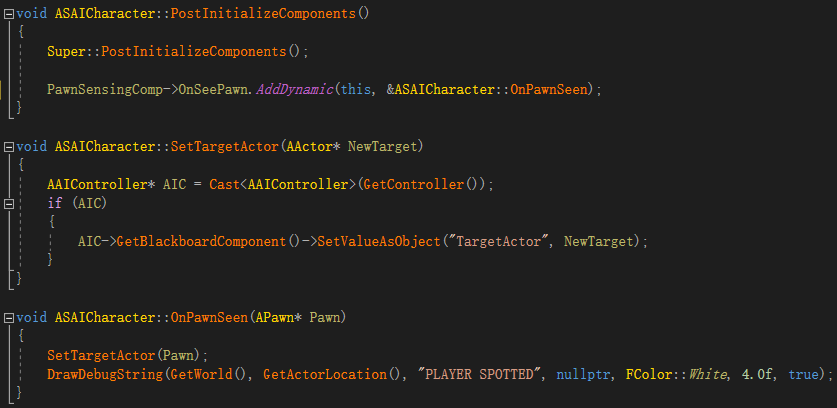 void ASAICharacter::PostInitializeComponents()
{
Super::PostInitializeComponents();
PawnSensingComp->OnSeePawn.AddDynamic(this, &ASAICharacter::OnPawnSeen);
}
void ASAICharacter::SetTargetActor(AActor* NewTarget)
{
AAIController* AIC = Cast<AAIController>(GetController());
if (AIC)
{
AIC->GetBlackboardComponent()->SetValueAsObject("TargetActor", NewTarget);
}
}
void ASAICharacter::OnPawnSeen(APawn* Pawn)
{
SetTargetActor(Pawn);
DrawDebugString(GetWorld(), GetActorLocation(), "PLAYER SPOTTED", nullptr, FColor::White, 4.0f, true);
}